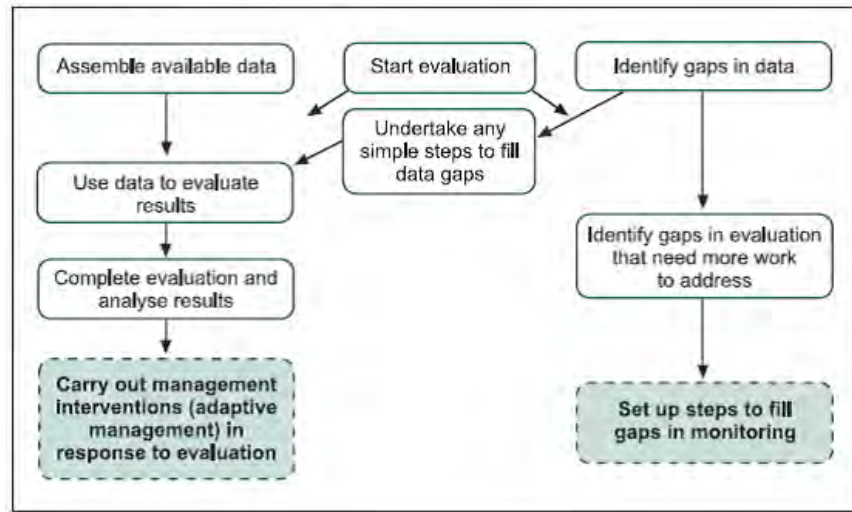 Assemble available data
Start evaluation
Identify gaps in data
Undertake any
simple steps to fill
data gaps
Use data to evaluate
results
Identify gaps in evaluation
that need more work
to address
Complete evaluation and
analyse results
Carry out management
interventions (adaptive
management) in
response to evaluation
Set up steps to fill
gaps in monitoring